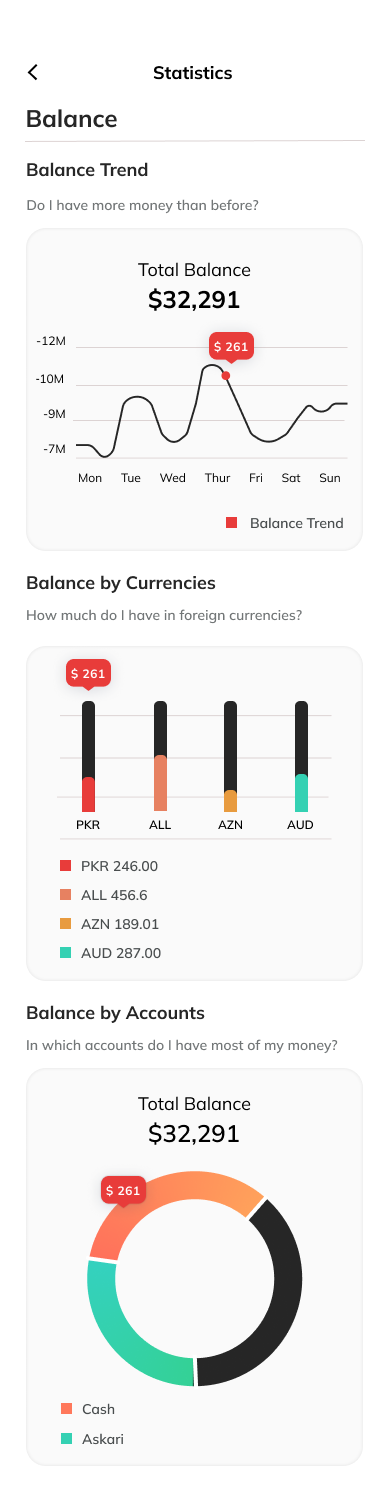 Statistics
Balance
Balance Trend
Do I have more money than before?
Total Balance
$32,291
$ 261
-12M
-10M
-9M
-7M
Mon Tue Wed Thur Fri Sat Sun
Balance Trend
Balance by Currencies
How much do I have in foreign currencies?
$ 261
PKR ALL AZN AUD
PKR 246.00
ALL 456.6
AZN 189.01
AUD 287.00
Balance by Accounts
In which accounts do I have most of my money?
Total Balance
$32,291
$ 261
Cash
Askari